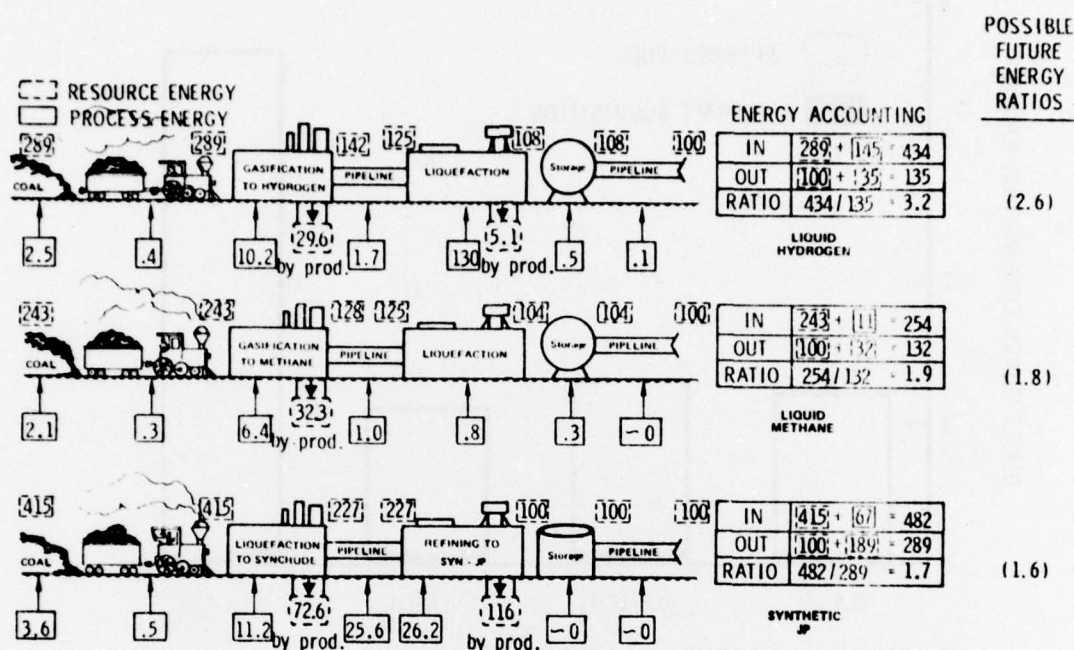 POSSIBLE
FUTURE
ENERGY
RATIOS
RESOURCE ENERGY
PROCESS ENERGY
ENERGY ACCOUNTING
289 289 142 125 108 108 100
COAL GASIFICATION TO HYDROGEN PIPELINE LIQUEFACTION Storage PIPELINE
IN 289 + 145 = 434
OUT 100 + 35 = 135
RATIO 434/135 = 3.2
(2.6)
LIQUID
HYDROGEN
2.5 .4 10.2 29.6 1.7 130 5.1 .5 .1
by prod. by prod.
243 243 128 125 104 104 100
COAL GASIFICATION TO METHANE PIPELINE LIQUEFACTION Storage PIPELINE
IN 243 + 11 = 254
OUT 100 + 32 = 132
RATIO 254/132 = 1.9
(1.8)
LIQUID
METHANE
2.1 .3 6.4 32.3 1.0 .8 .3 ~0
by prod.
415 415 227 227 100 100 100
COAL LIQUEFACTION TO SYNCRUDE PIPELINE REFINING TO SYN - JP Storage PIPELINE
IN 415 + 67 = 482
OUT 100 + 189 = 289
RATIO 482/289 = 1.7
(1.6)
SYNTHETIC
JP
3.6 .5 11.2 72.6 25.6 26.2 116 ~0 ~0
by prod. by prod.